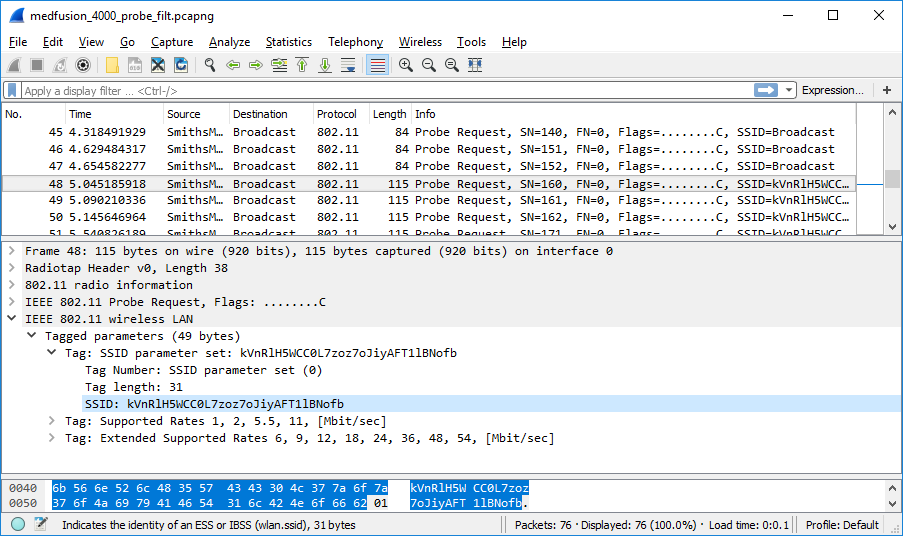 medfusion_4000_probe_filt.pcapng
File Edit View Go Capture Analyze Statistics Telephony Wireless Tools Help
Apply a display filter ... <Ctrl-/> Expression... +
No. Time Source Destination Protocol Length Info
45 4.318491929 SmithsM… Broadcast 802.11 84 Probe Request, SN=140, FN=0, Flags=........C, SSID=Broadcast
46 4.629484317 SmithsM… Broadcast 802.11 84 Probe Request, SN=151, FN=0, Flags=........C, SSID=Broadcast
47 4.654582277 SmithsM… Broadcast 802.11 84 Probe Request, SN=152, FN=0, Flags=........C, SSID=Broadcast
48 5.045185918 SmithsM… Broadcast 802.11 115 Probe Request, SN=160, FN=0, Flags=........C, SSID=kVnRlH5WCC…
49 5.090210336 SmithsM… Broadcast 802.11 115 Probe Request, SN=161, FN=0, Flags=........C, SSID=kVnRlH5WCC…
50 5.145646964 SmithsM… Broadcast 802.11 115 Probe Request, SN=162, FN=0, Flags=........C, SSID=kVnRlH5WCC…
51 5.540826189 SmithsM… Broadcast 802.11 115 Probe Request, SN=171, FN=0, Flags=........C, SSID=kVnRlH5WCC…
Frame 48: 115 bytes on wire (920 bits), 115 bytes captured (920 bits) on interface 0
Radiotap Header v0, Length 38
802.11 radio information
IEEE 802.11 Probe Request, Flags: ........C
IEEE 802.11 wireless LAN
Tagged parameters (49 bytes)
Tag: SSID parameter set: kVnRlH5WCC0L7zoz7oJiyAFT1lBNofb
Tag Number: SSID parameter set (0)
Tag length: 31
SSID: kVnRlH5WCC0L7zoz7oJiyAFT1lBNofb
Tag: Supported Rates 1, 2, 5.5, 11, [Mbit/sec]
Tag: Extended Supported Rates 6, 9, 12, 18, 24, 36, 48, 54, [Mbit/sec]
0040 6b 56 6e 52 6c 48 35 57 43 43 30 4c 37 7a 6f 7a kVnRlH5W CC0L7zoz
0050 37 6f 4a 69 79 41 46 54 31 6c 42 4e 6f 66 62 01 7oJiyAFT 1lBNofb.
Indicates the identity of an ESS or IBSS (wlan.ssid), 31 bytes Packets: 76 · Displayed: 76 (100.0%) · Load time: 0:0.1 Profile: Default